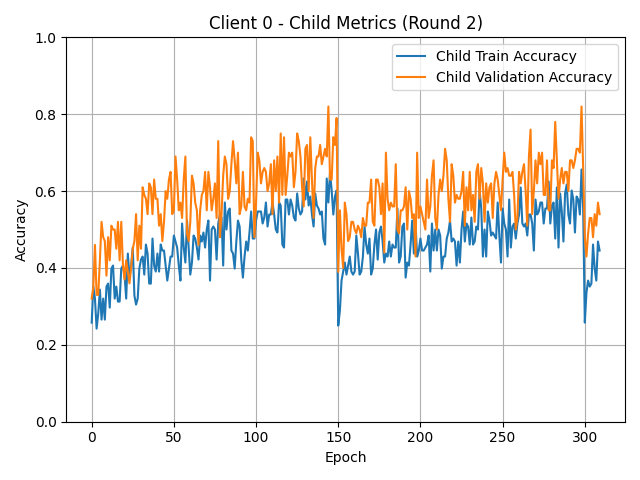 Client 0 - Child Metrics (Round 2)
Child Train Accuracy
Child Validation Accuracy
1.0
0.8
0.6
0.4
0.2
0.0
Accuracy
0 50 100 150 200 250 300
Epoch